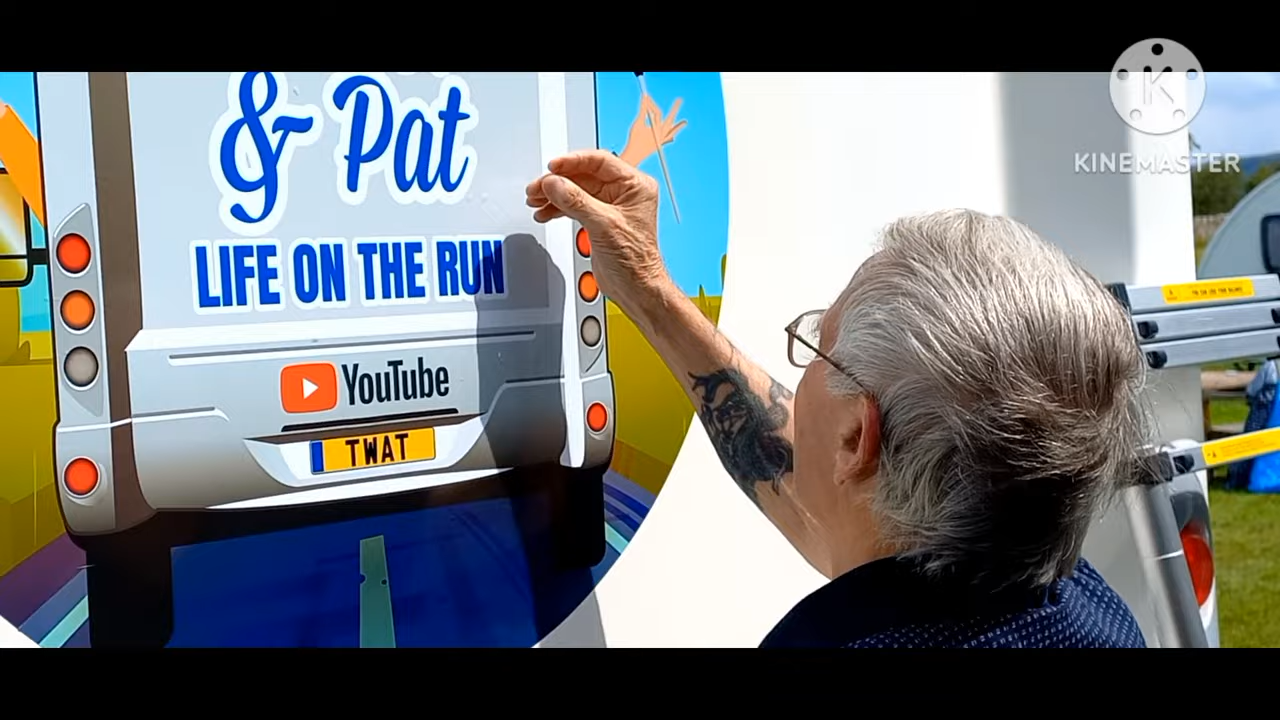 & Pat
LIFE ON THE RUN
YouTube
TWAT
K
KINEMASTER